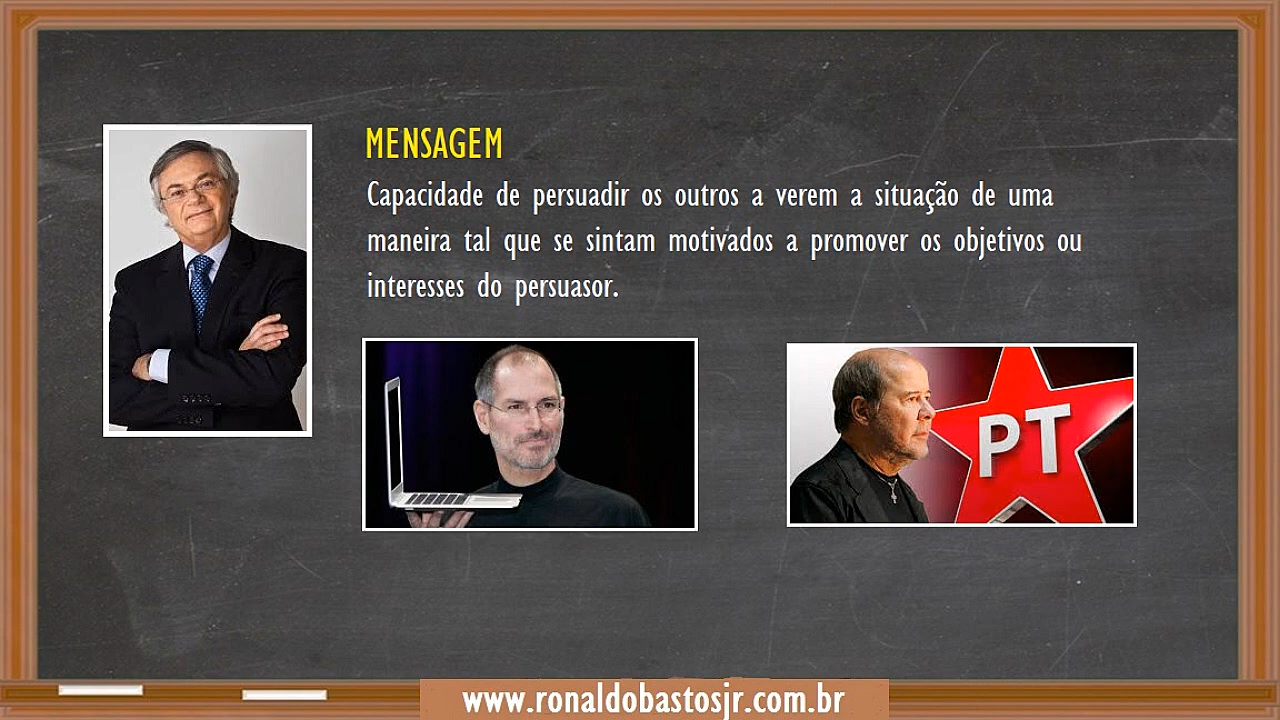 MENSAGEM
Capacidade de persuadir os outros a verem a situação de uma
maneira tal que se sintam motivados a promover os objetivos ou
interesses do persuasor.
PT
www.ronaldobastosjr.com.br